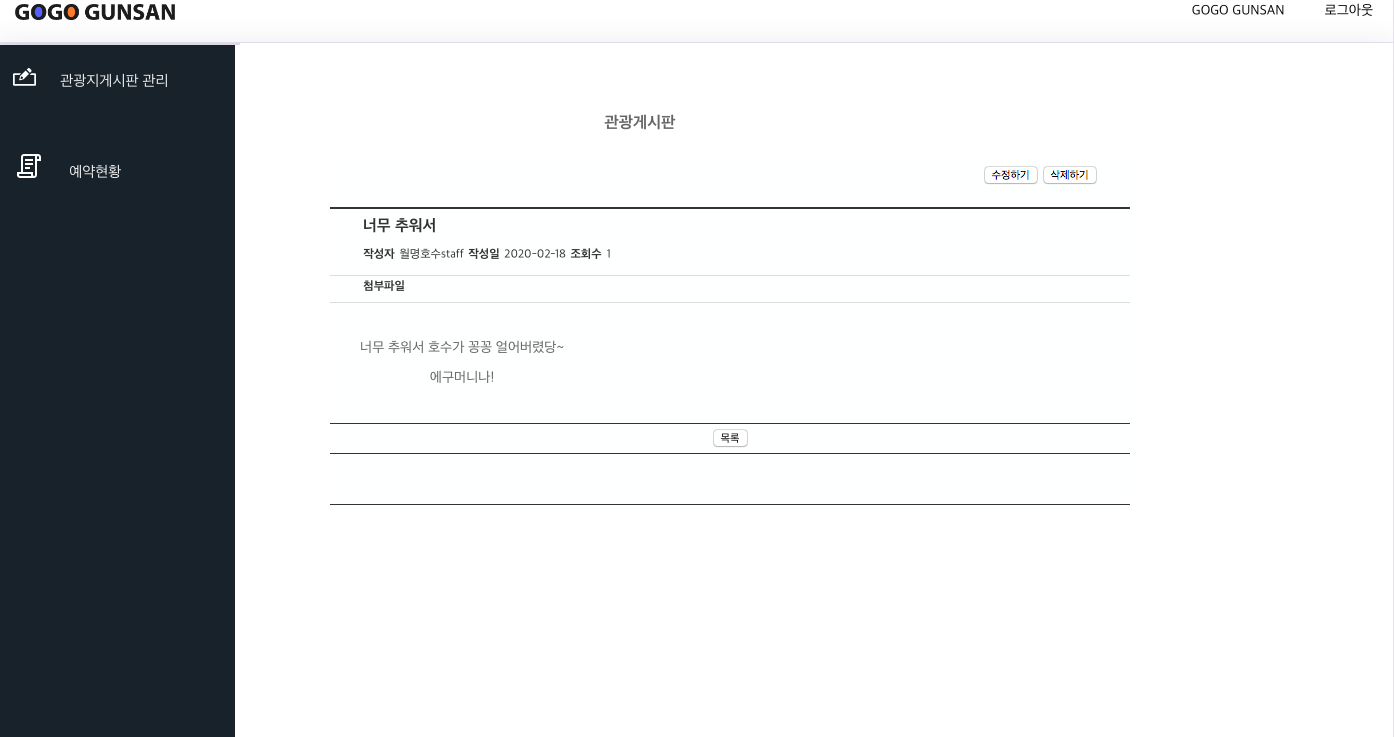 GOGO GUNSAN
GOGO GUNSAN 로그아웃
관광지게시판 관리
예약현황
관광게시판
수정하기 삭제하기
너무 추워서
작성자 월명호수staff 작성일 2020-02-18 조회수 1
첨부파일
너무 추워서 호수가 꽁꽁 얼어버렸당~
에구머니나!
목록